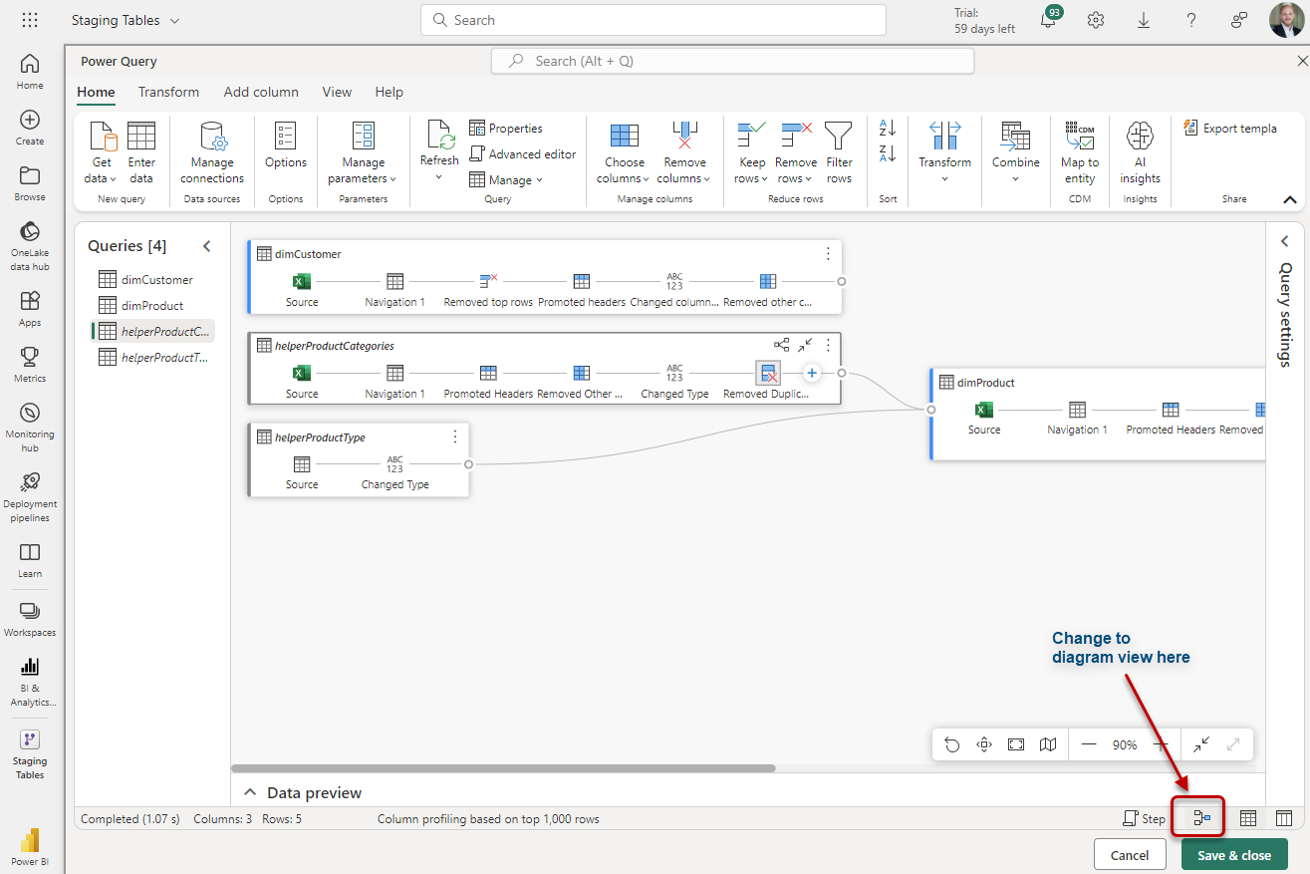 Staging Tables
Search
Trial:
59 days left
93
Power Query
Search (Alt + Q)
Home
Transform
Add column
View
Help
Get
data
Enter
data
New query
Manage
connections
Data sources
Options
Options
Manage
parameters
Parameters
Refresh
Properties
Advanced editor
Manage
Query
Choose
columns
Remove
columns
Manage columns
Keep
rows
Remove
rows
Filter
rows
Reduce rows
A
Z
Z
A
Sort
Transform
Combine
CDM
Map to
entity
CDM
AI
insights
Insights
Export templa
Share
Home
Create
Browse
OneLake
data hub
Apps
Metrics
Monitoring
hub
Deployment
pipelines
Learn
Workspaces
BI &
Analytics...
Staging
Tables
Power BI
Queries [4]
dimCustomer
dimProduct
helperProductC...
helperProductT...
dimCustomer
ABC
123
Source
Navigation 1
Removed top rows
Promoted headers
Changed column...
Removed other c...
helperProductCategories
ABC
123
Source
Navigation 1
Promoted Headers
Removed Other ...
Changed Type
Removed Duplic...
helperProductType
ABC
123
Source
Changed Type
dimProduct
Source
Navigation 1
Promoted Headers
Removed
Query settings
Change to
diagram view here
90%
Data preview
Completed (1.07 s)
Columns: 3
Rows: 5
Column profiling based on top 1,000 rows
Step
Cancel
Save & close